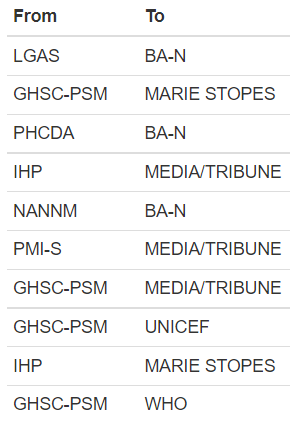 From To
LGAS BA-N
GHSC-PSM MARIE STOPES
PHCDA BA-N
IHP MEDIA/TRIBUNE
NANNM BA-N
PMI-S MEDIA/TRIBUNE
GHSC-PSM MEDIA/TRIBUNE
GHSC-PSM UNICEF
IHP MARIE STOPES
GHSC-PSM WHO